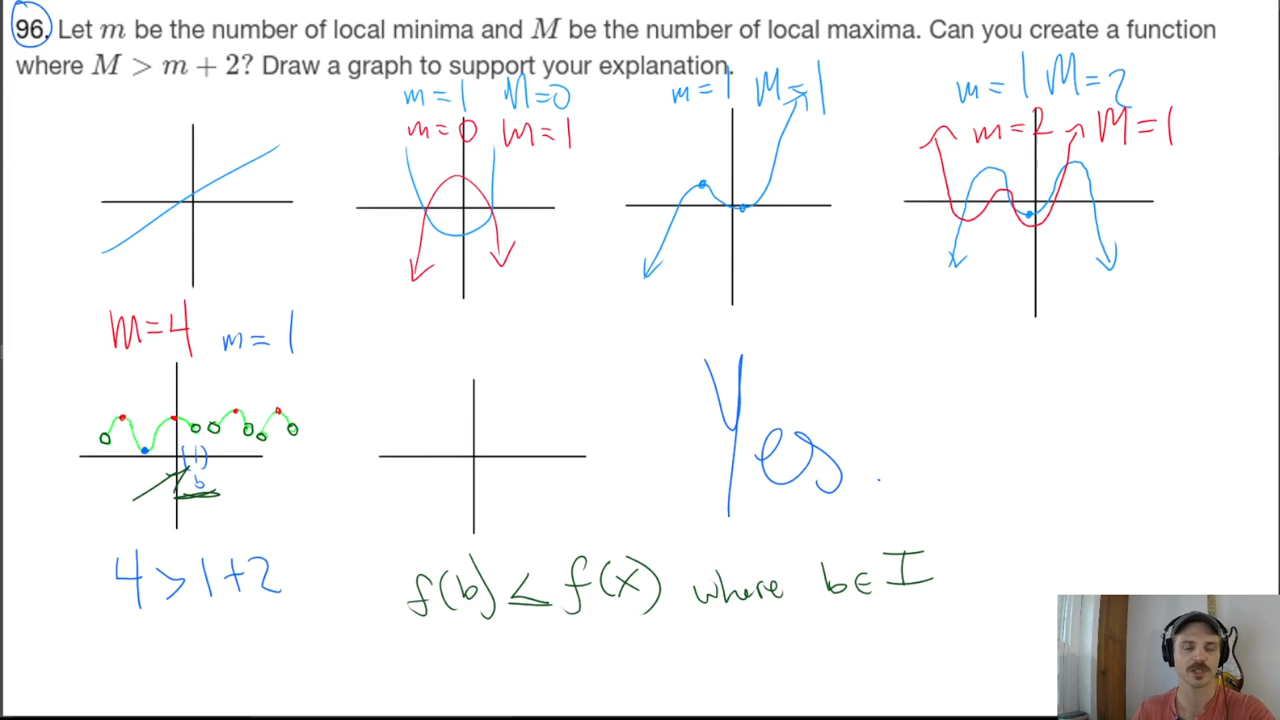 96. Let m be the number of local minima and M be the number of local maxima. Can you create a function
where M > m + 2? Draw a graph to support your explanation.
m = 1 M = 0
m = 0 M = 1
m = 1 M = 1
m = 1 M = 2
m = 2 M = 1
M = 4 m = 1
( 1 )
b
Yes.
4 > 1 + 2
f(b) ≤ f(x) where b ∈ I